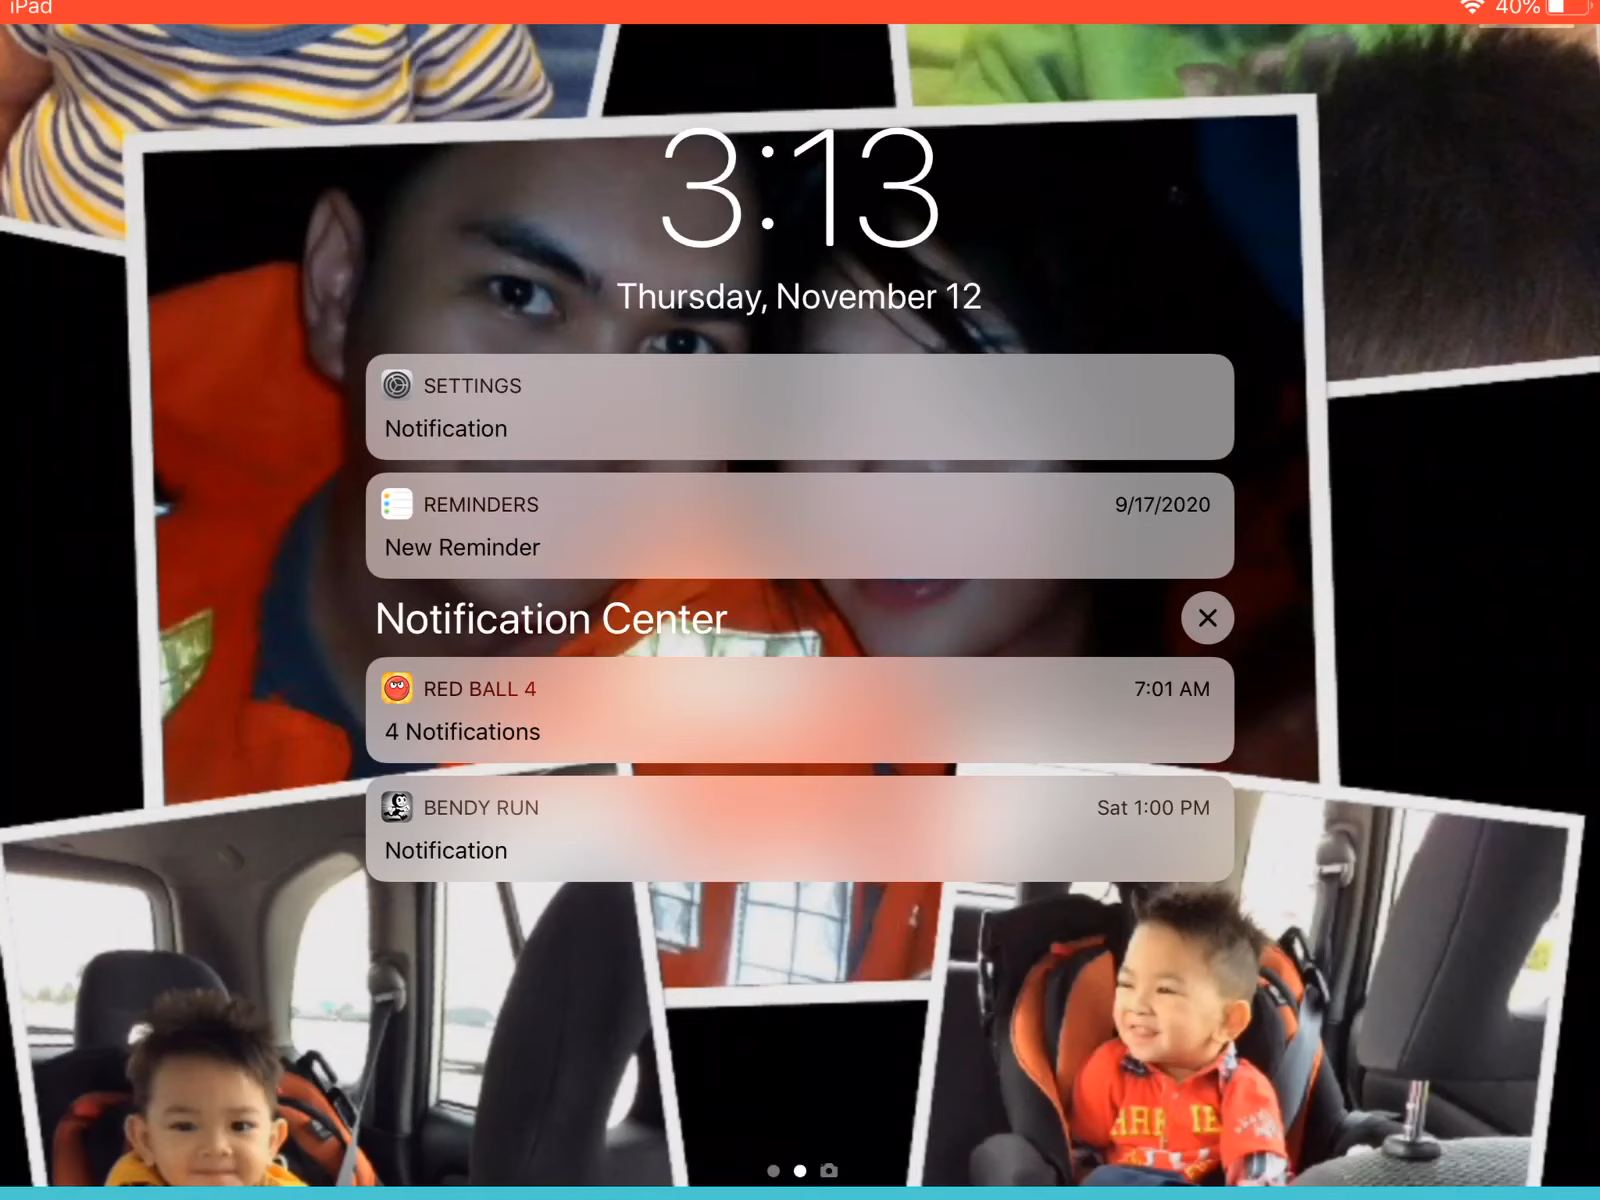 iPad
40%
3:13
Thursday, November 12
SETTINGS
Notification
REMINDERS
9/17/2020
New Reminder
Notification Center
RED BALL 4
7:01 AM
4 Notifications
BENDY RUN
Sat 1:00 PM
Notification